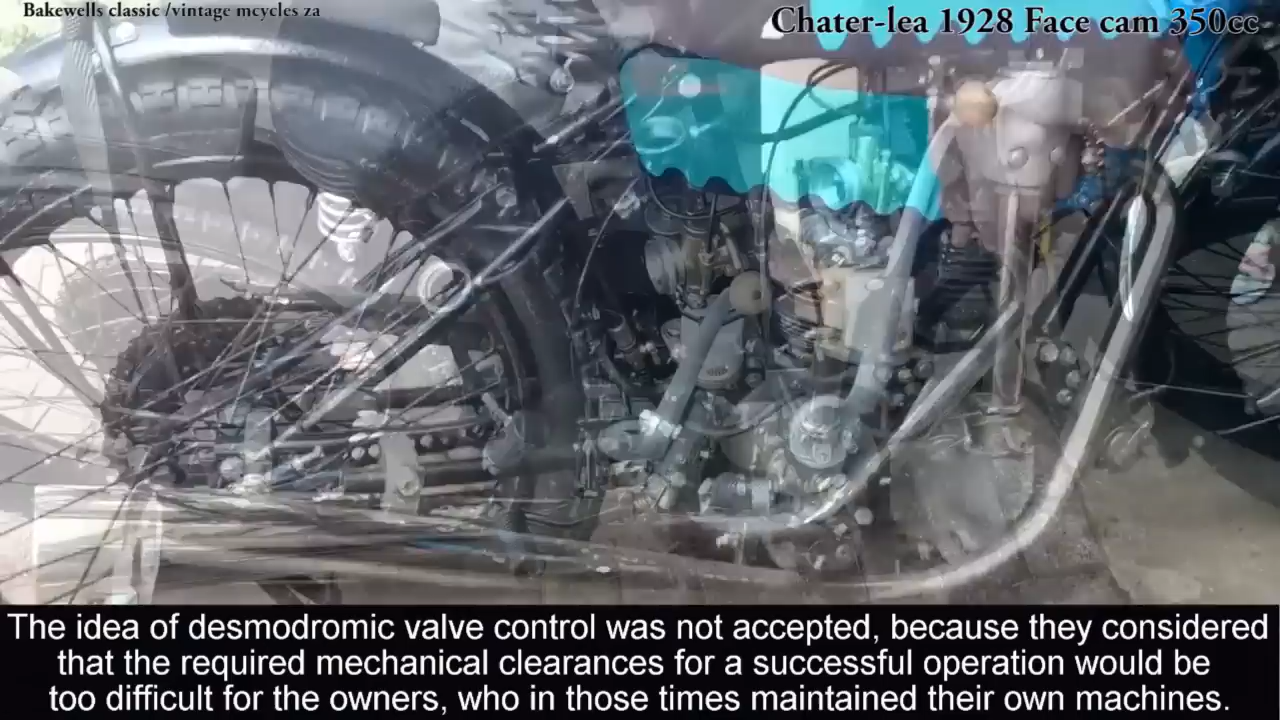 Bakewells classic /vintage mcycles za
Chater-lea 1928 Face cam 350cc
The idea of desmodromic valve control was not accepted, because they considered
that the required mechanical clearances for a successful operation would be
too difficult for the owners, who in those times maintained their own machines.